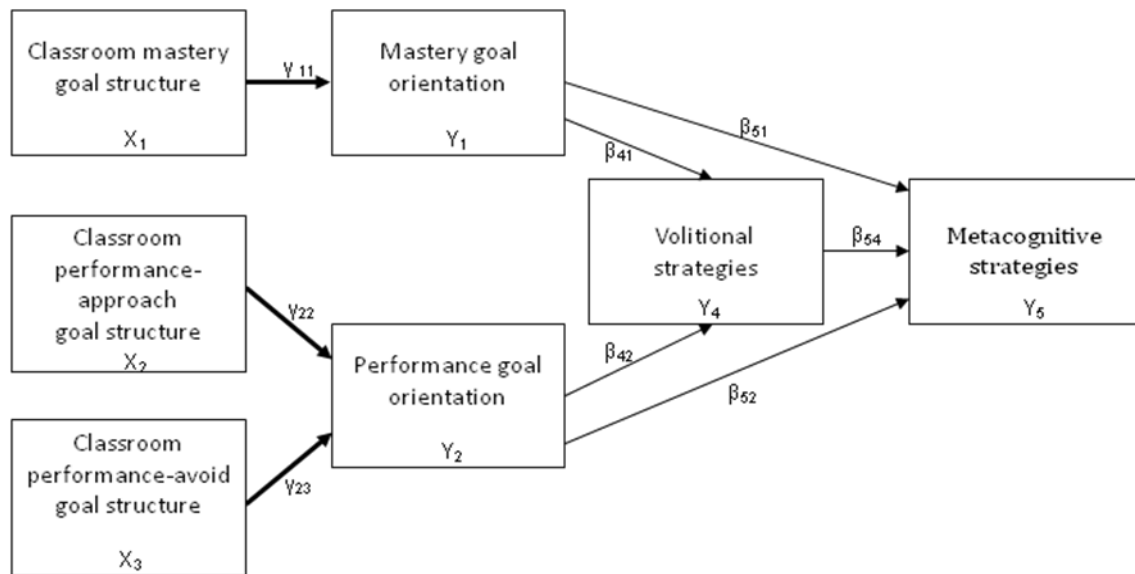 Classroom mastery
goal structure
X₁
γ₁₁
Mastery goal
orientation
Y₁
β₅₁
β₄₁
Classroom
performance-
approach
goal structure
X₂
γ₂₂
Volitional
strategies
Y₄
β₅₄
Metacognitive
strategies
Y₅
Performance goal
orientation
Y₂
β₄₂
β₅₂
Classroom
performance-avoid
goal structure
X₃
γ₂₃